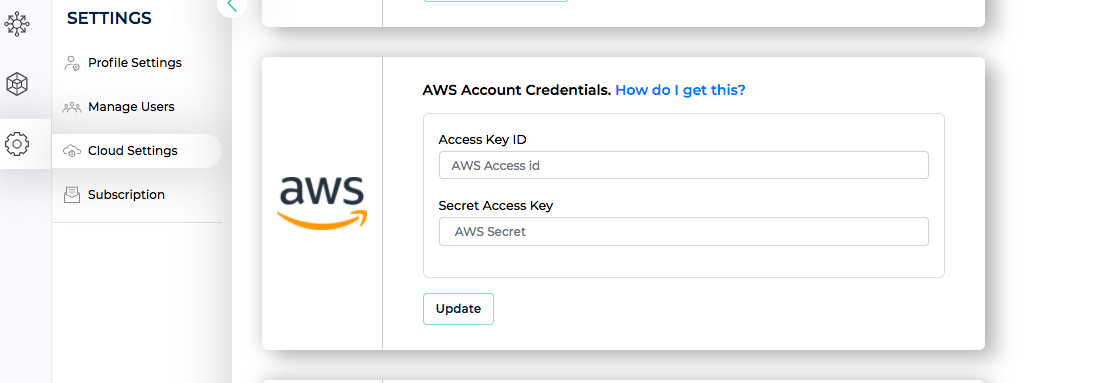 SETTINGS
Profile Settings
Manage Users
Cloud Settings
Subscription
aws
AWS Account Credentials. How do I get this?
Access Key ID
AWS Access id
Secret Access Key
AWS Secret
Update